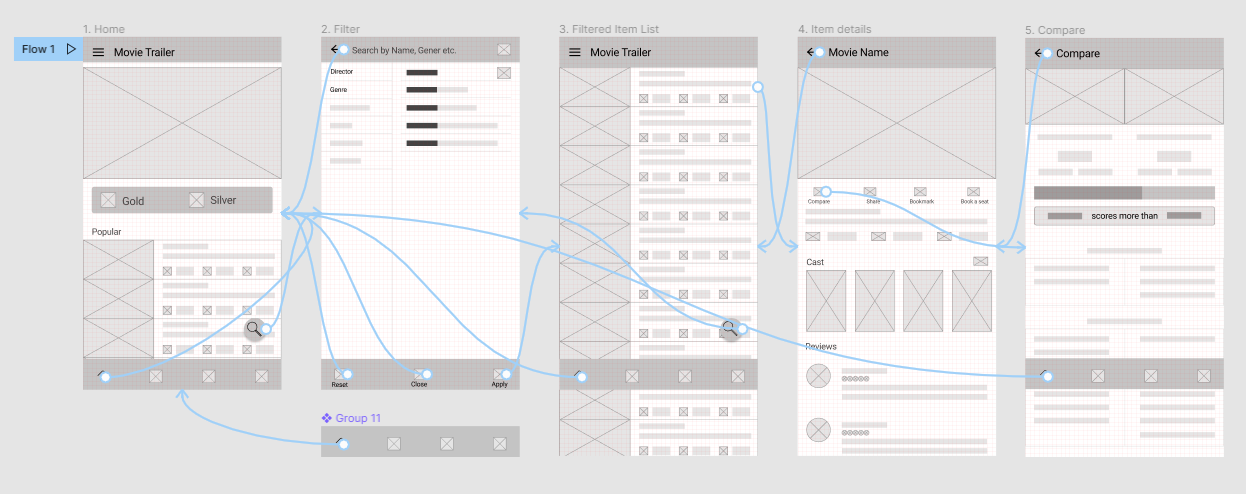 Flow 1
1. Home
Movie Trailer
Gold
Silver
Popular
2. Filter
Search by Name, Gener etc.
Director
Genre
Reset
Close
Apply
Group 11
3. Filtered Item List
Movie Trailer
4. Item details
Movie Name
Compare
Share
Bookmark
Book a seat
Cast
Reviews
5. Compare
Compare
scores more than